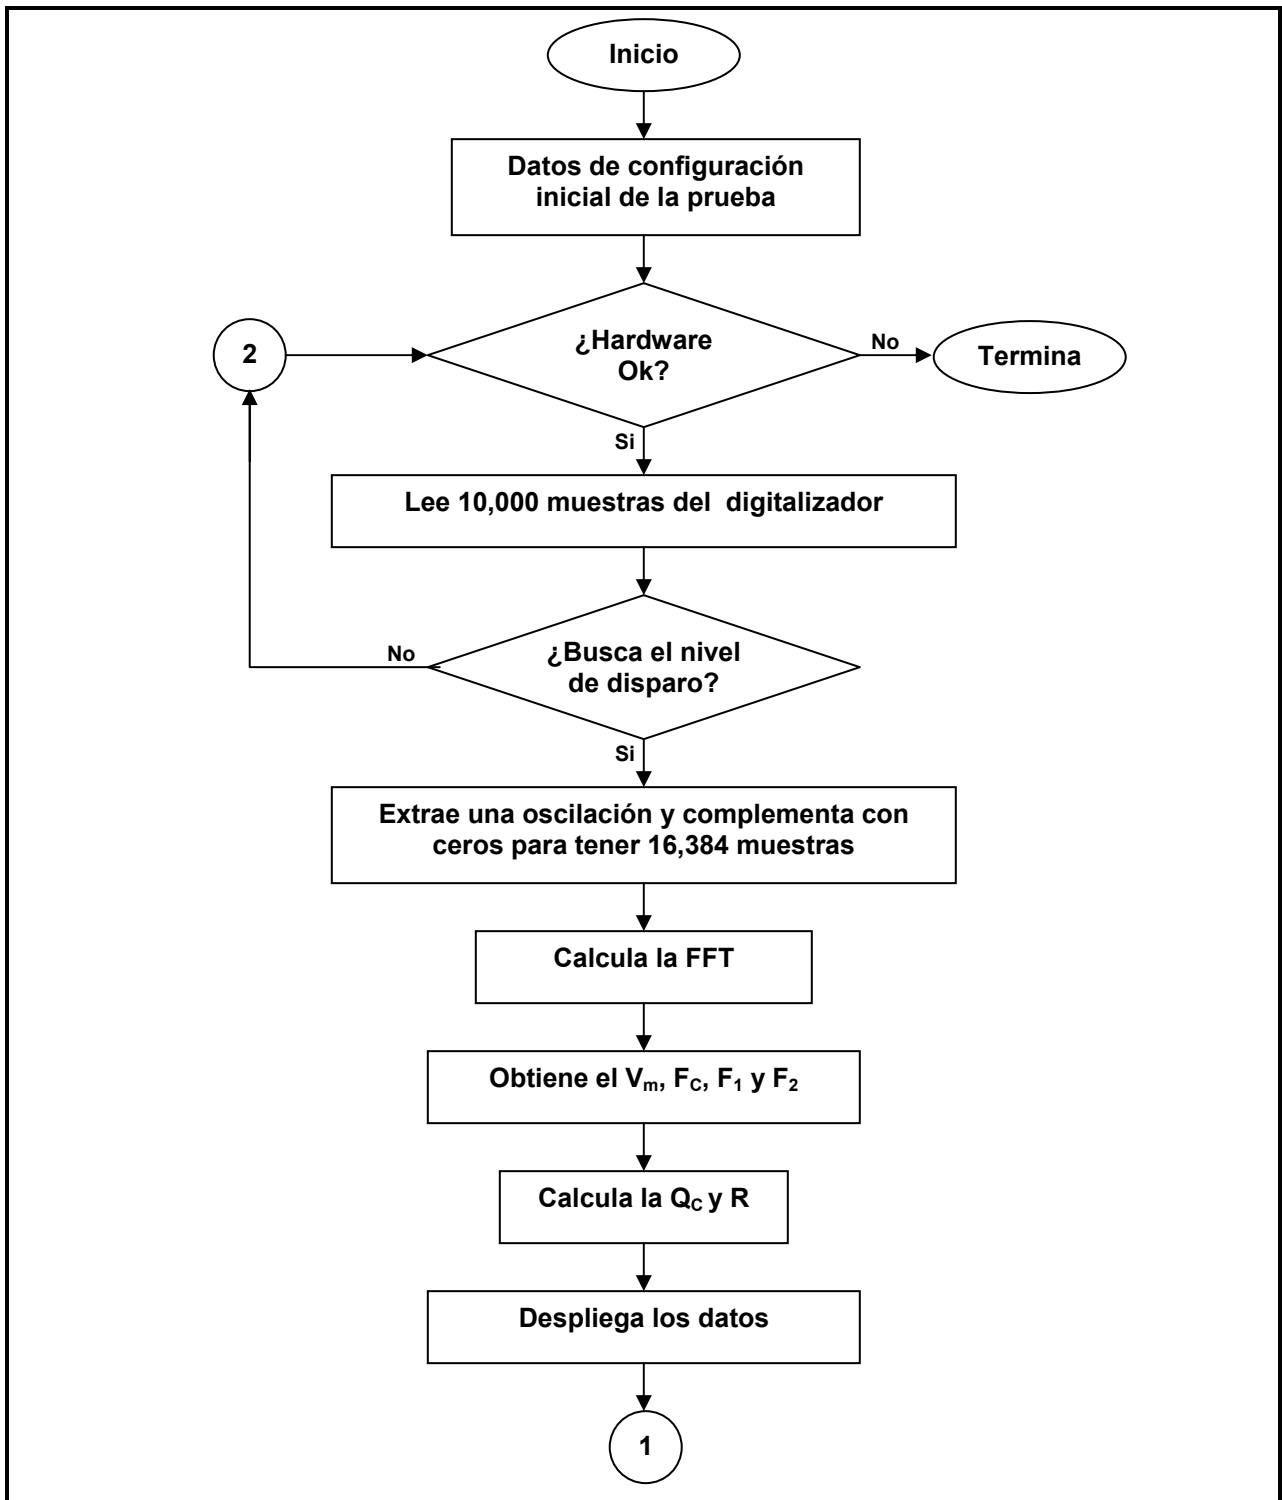 Inicio
Datos de configuración
inicial de la prueba
2
¿Hardware
Ok?
No
Termina
Si
Lee 10,000 muestras del digitalizador
No
¿Busca el nivel
de disparo?
Si
Extrae una oscilación y complementa con
ceros para tener 16,384 muestras
Calcula la FFT
Obtiene el Vm, FC, F1 y F2
Calcula la QC y R
Despliega los datos
1